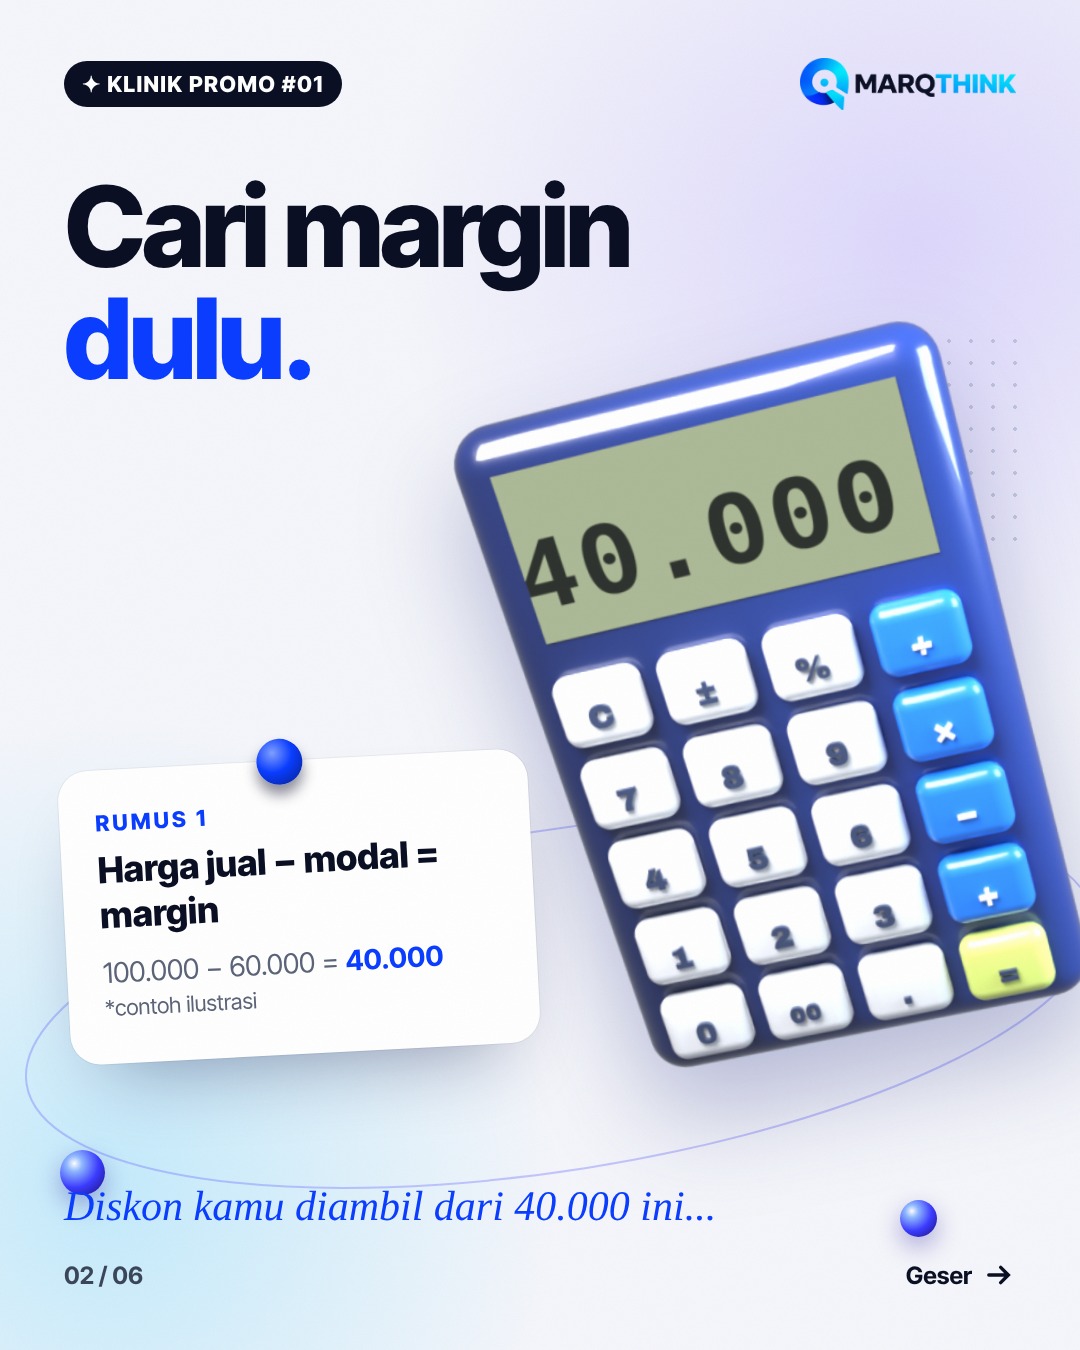 ✦ KLINIK PROMO #01
MARQTHINK
Cari margin
dulu.
40.000
C ± % +
7 8 9 ×
4 5 6 −
1 2 3 +
0 00 . =
RUMUS 1
Harga jual – modal =
margin
100.000 – 60.000 = 40.000
*contoh ilustrasi
Diskon kamu diambil dari 40.000 ini...
02 / 06
Geser →